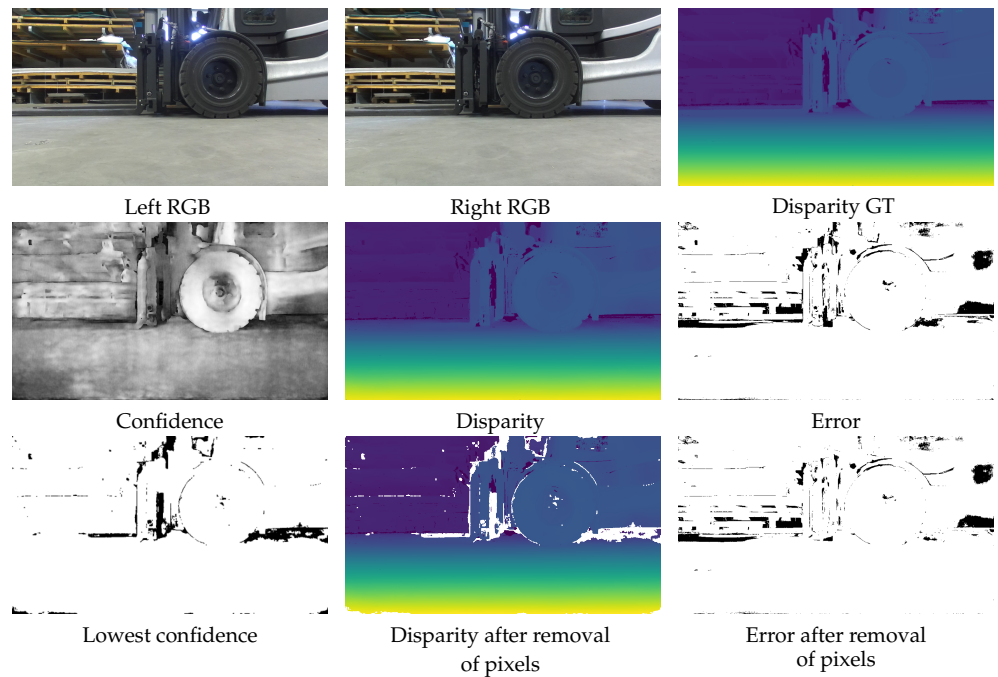 Left RGB
Right RGB
Disparity GT
Confidence
Disparity
Error
Lowest confidence
Disparity after removal
of pixels
Error after removal
of pixels